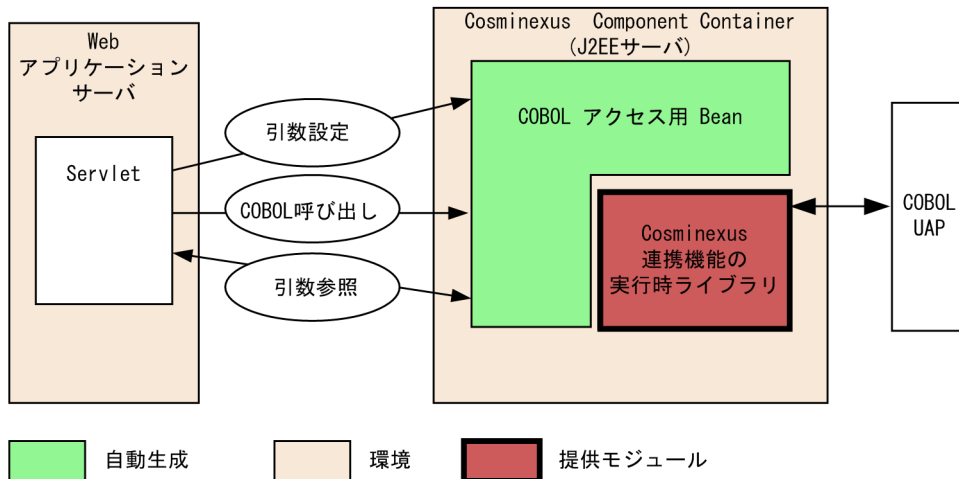 Web
アプリケーション
サーバ
Servlet
引数設定
COBOL呼び出し
引数参照
Cosminexus Component Container
(J2EEサーバ)
COBOL アクセス用 Bean
Cosminexus
連携機能の
実行時ライブラリ
COBOL
UAP
自動生成
環境
提供モジュール